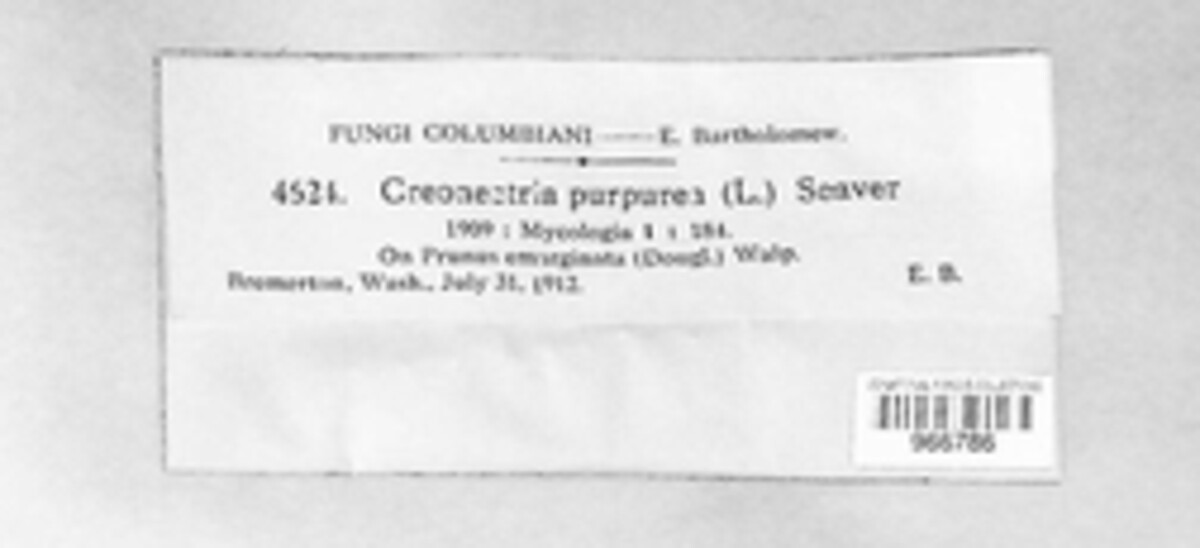 FUNGI COLUMBIANI — E. Bartholomew.
4524. Creonectria purpurea (L.) Seaver
1909 : Mycologia 1 : 184.
On Prunus emarginata (Dougl.) Walp.
Bremerton, Wash., July 31, 1912.
E. B.
966786